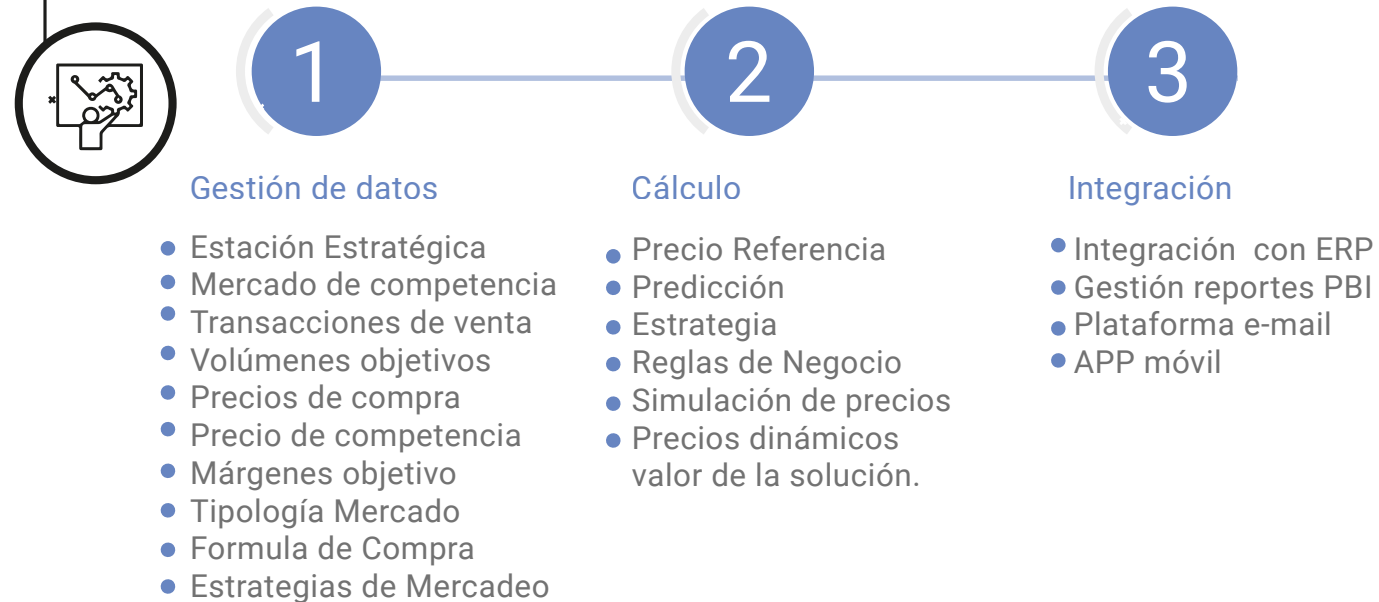 1
2
3
Gestión de datos
Estación Estratégica
Mercado de competencia
Transacciones de venta
Volúmenes objetivos
Precios de compra
Precio de competencia
Márgenes objetivo
Tipología Mercado
Formula de Compra
Estrategias de Mercadeo
Cálculo
Precio Referencia
Predicción
Estrategia
Reglas de Negocio
Simulación de precios
Precios dinámicos
valor de la solución.
Integración
Integración  con ERP
Gestión reportes PBI
Plataforma e-mail
APP móvil